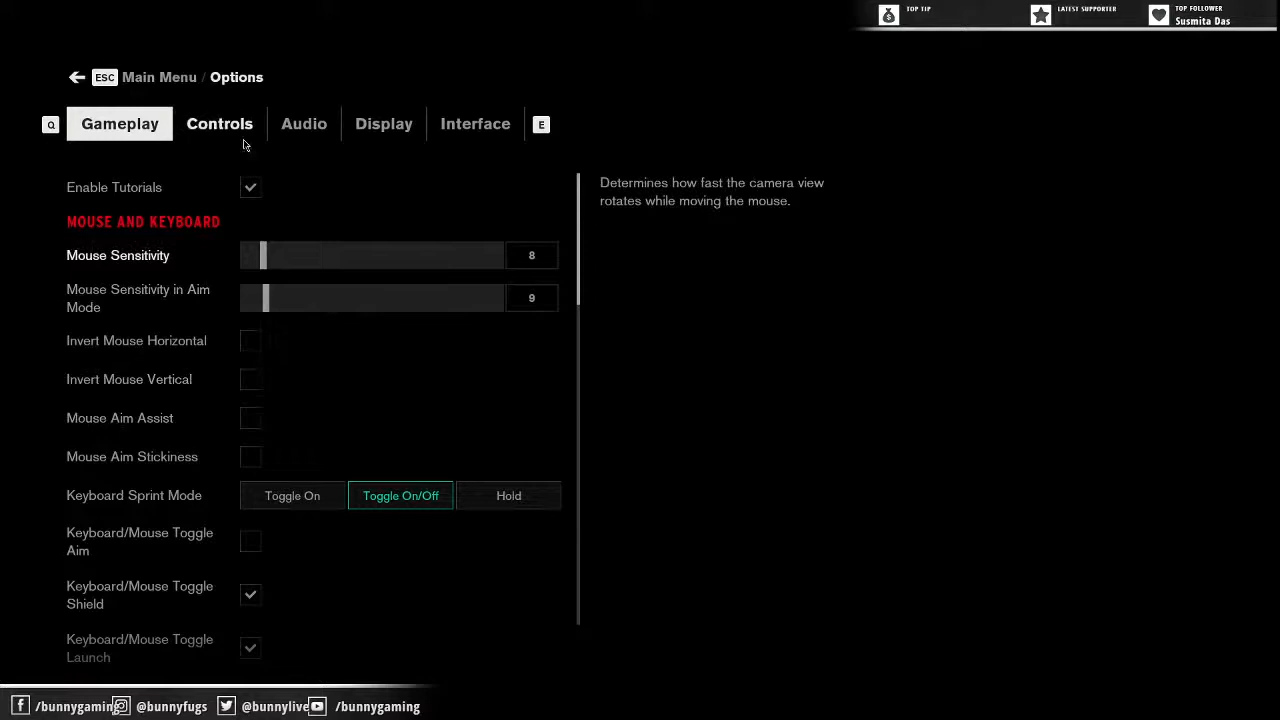 TOP TIP
LATEST SUPPORTER
TOP FOLLOWER
Susmita Das
ESC Main Menu / Options
Q Gameplay Controls Audio Display Interface E
Enable Tutorials
MOUSE AND KEYBOARD
Mouse Sensitivity 8
Mouse Sensitivity in Aim
Mode 9
Invert Mouse Horizontal
Invert Mouse Vertical
Mouse Aim Assist
Mouse Aim Stickiness
Keyboard Sprint Mode Toggle On Toggle On/Off Hold
Keyboard/Mouse Toggle
Aim
Keyboard/Mouse Toggle
Shield
Keyboard/Mouse Toggle
Launch
Determines how fast the camera view
rotates while moving the mouse.
/bunnygaming @bunnyfugs @bunnylive /bunnygaming